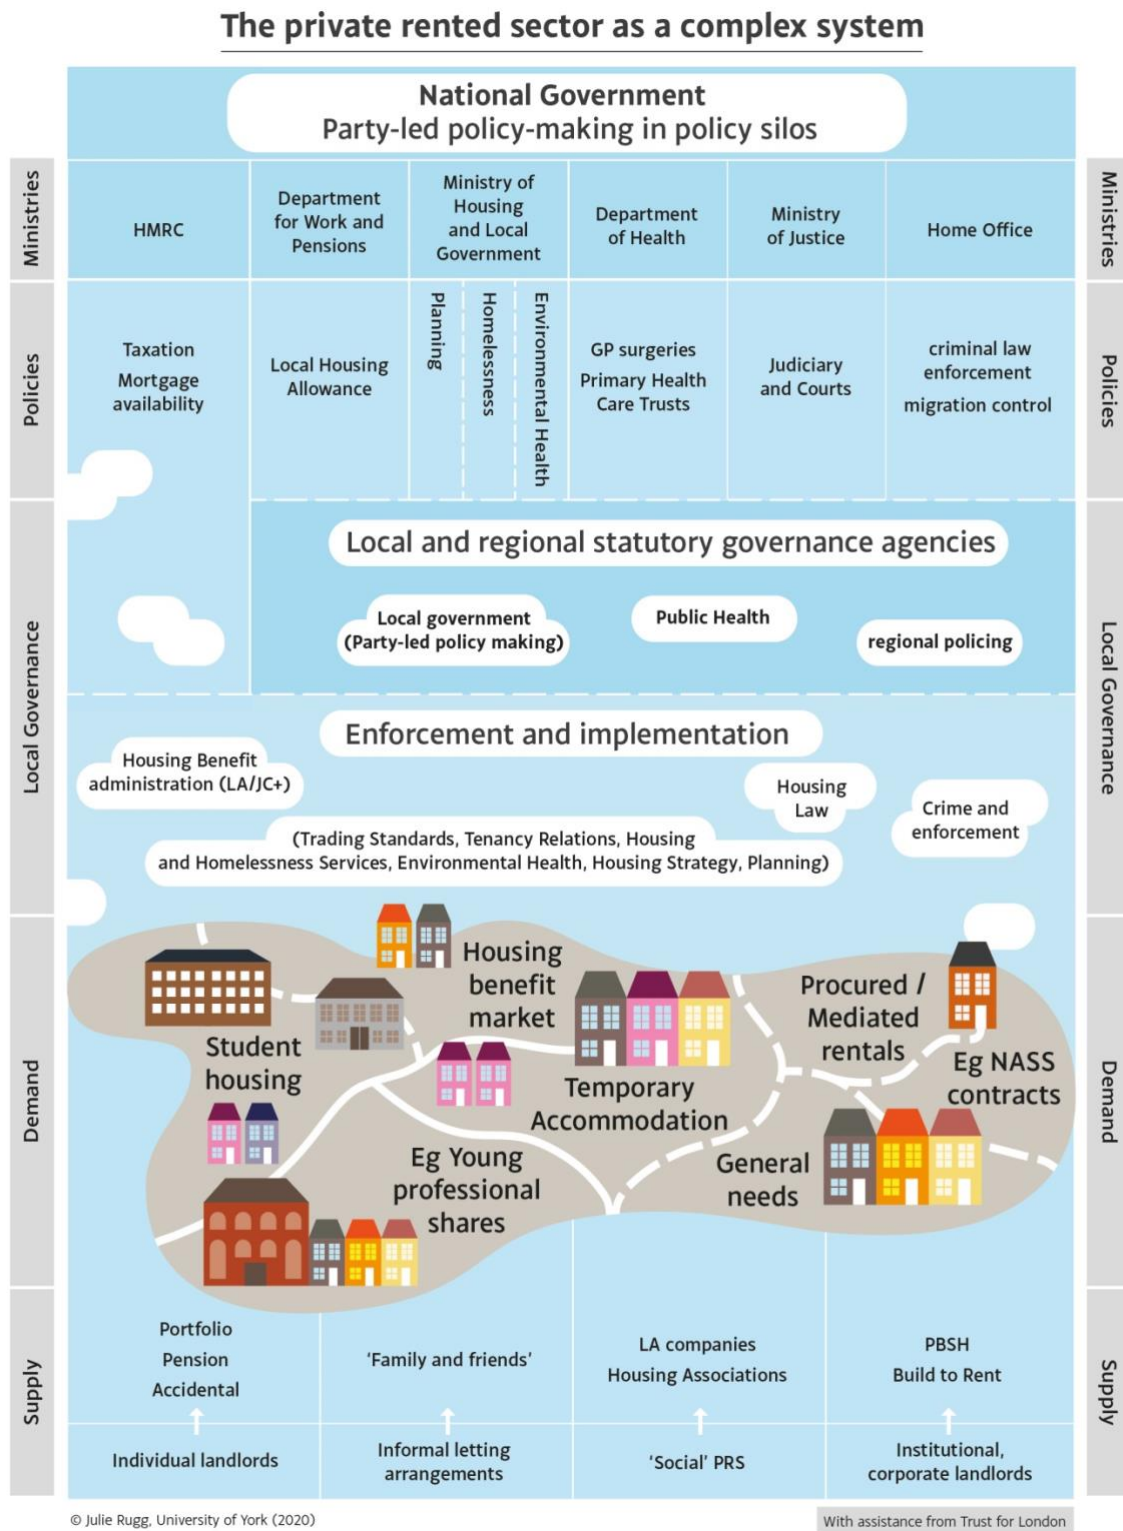 The private rented sector as a complex system
National Government
Party-led policy-making in policy silos
Ministries
HMRC
Department
for Work and
Pensions
Ministry of
Housing
and Local
Government
Department
of Health
Ministry
of Justice
Home Office
Ministries
Policies
Taxation
Mortgage
availability
Local Housing
Allowance
Planning
Homelessness
Environmental Health
GP surgeries
Primary Health
Care Trusts
Judiciary
and Courts
criminal law
enforcement
migration control
Policies
Local Governance
Local and regional statutory governance agencies
Local government
(Party-led policy making)
Public Health
regional policing
Local Governance
Enforcement and implementation
Housing Benefit
administration (LA/JC+)
Housing
Law
Crime and
enforcement
(Trading Standards, Tenancy Relations, Housing
and Homelessness Services, Environmental Health, Housing Strategy, Planning)
Demand
Housing
benefit
market
Student
housing
Temporary
Accommodation
Procured /
Mediated
rentals
Eg NASS
contracts
Eg Young
professional
shares
General
needs
Demand
Supply
Portfolio
Pension
Accidental
'Family and friends'
LA companies
Housing Associations
PBSH
Build to Rent
Supply
Individual landlords
Informal letting
arrangements
'Social' PRS
Institutional,
corporate landlords
© Julie Rugg, University of York (2020)
With assistance from Trust for London